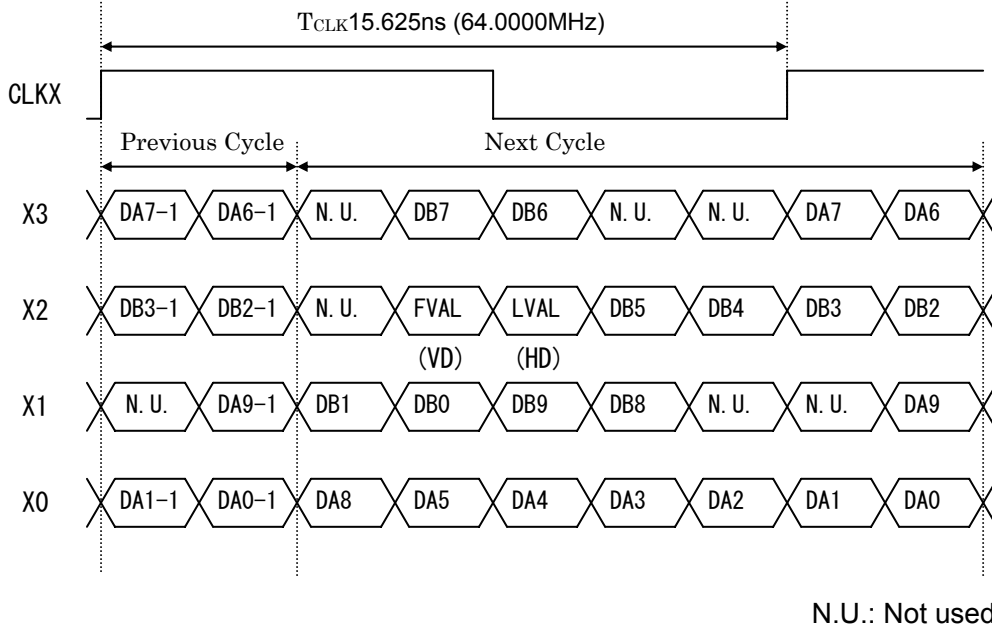 TCLK15.625ns (64.0000MHz)
CLKX
Previous Cycle Next Cycle
X3 DA7-1 DA6-1 N.U. DB7 DB6 N.U. N.U. DA7 DA6
X2 DB3-1 DB2-1 N.U. FVAL LVAL DB5 DB4 DB3 DB2
(VD) (HD)
X1 N.U. DA9-1 DB1 DB0 DB9 DB8 N.U. N.U. DA9
X0 DA1-1 DA0-1 DA8 DA5 DA4 DA3 DA2 DA1 DA0
N.U.: Not used